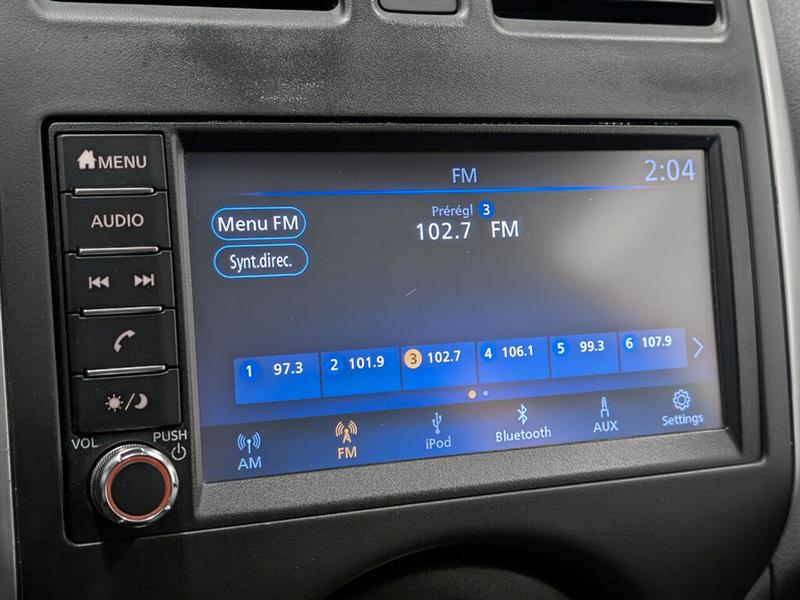 MENU
AUDIO
VOL
PUSH
FM
2:04
Menu FM
Prérégl 3
102.7 FM
Synt.direc.
1 97.3
2 101.9
3 102.7
4 106.1
5 99.3
6 107.9
AM
FM
iPod
Bluetooth
AUX
Settings